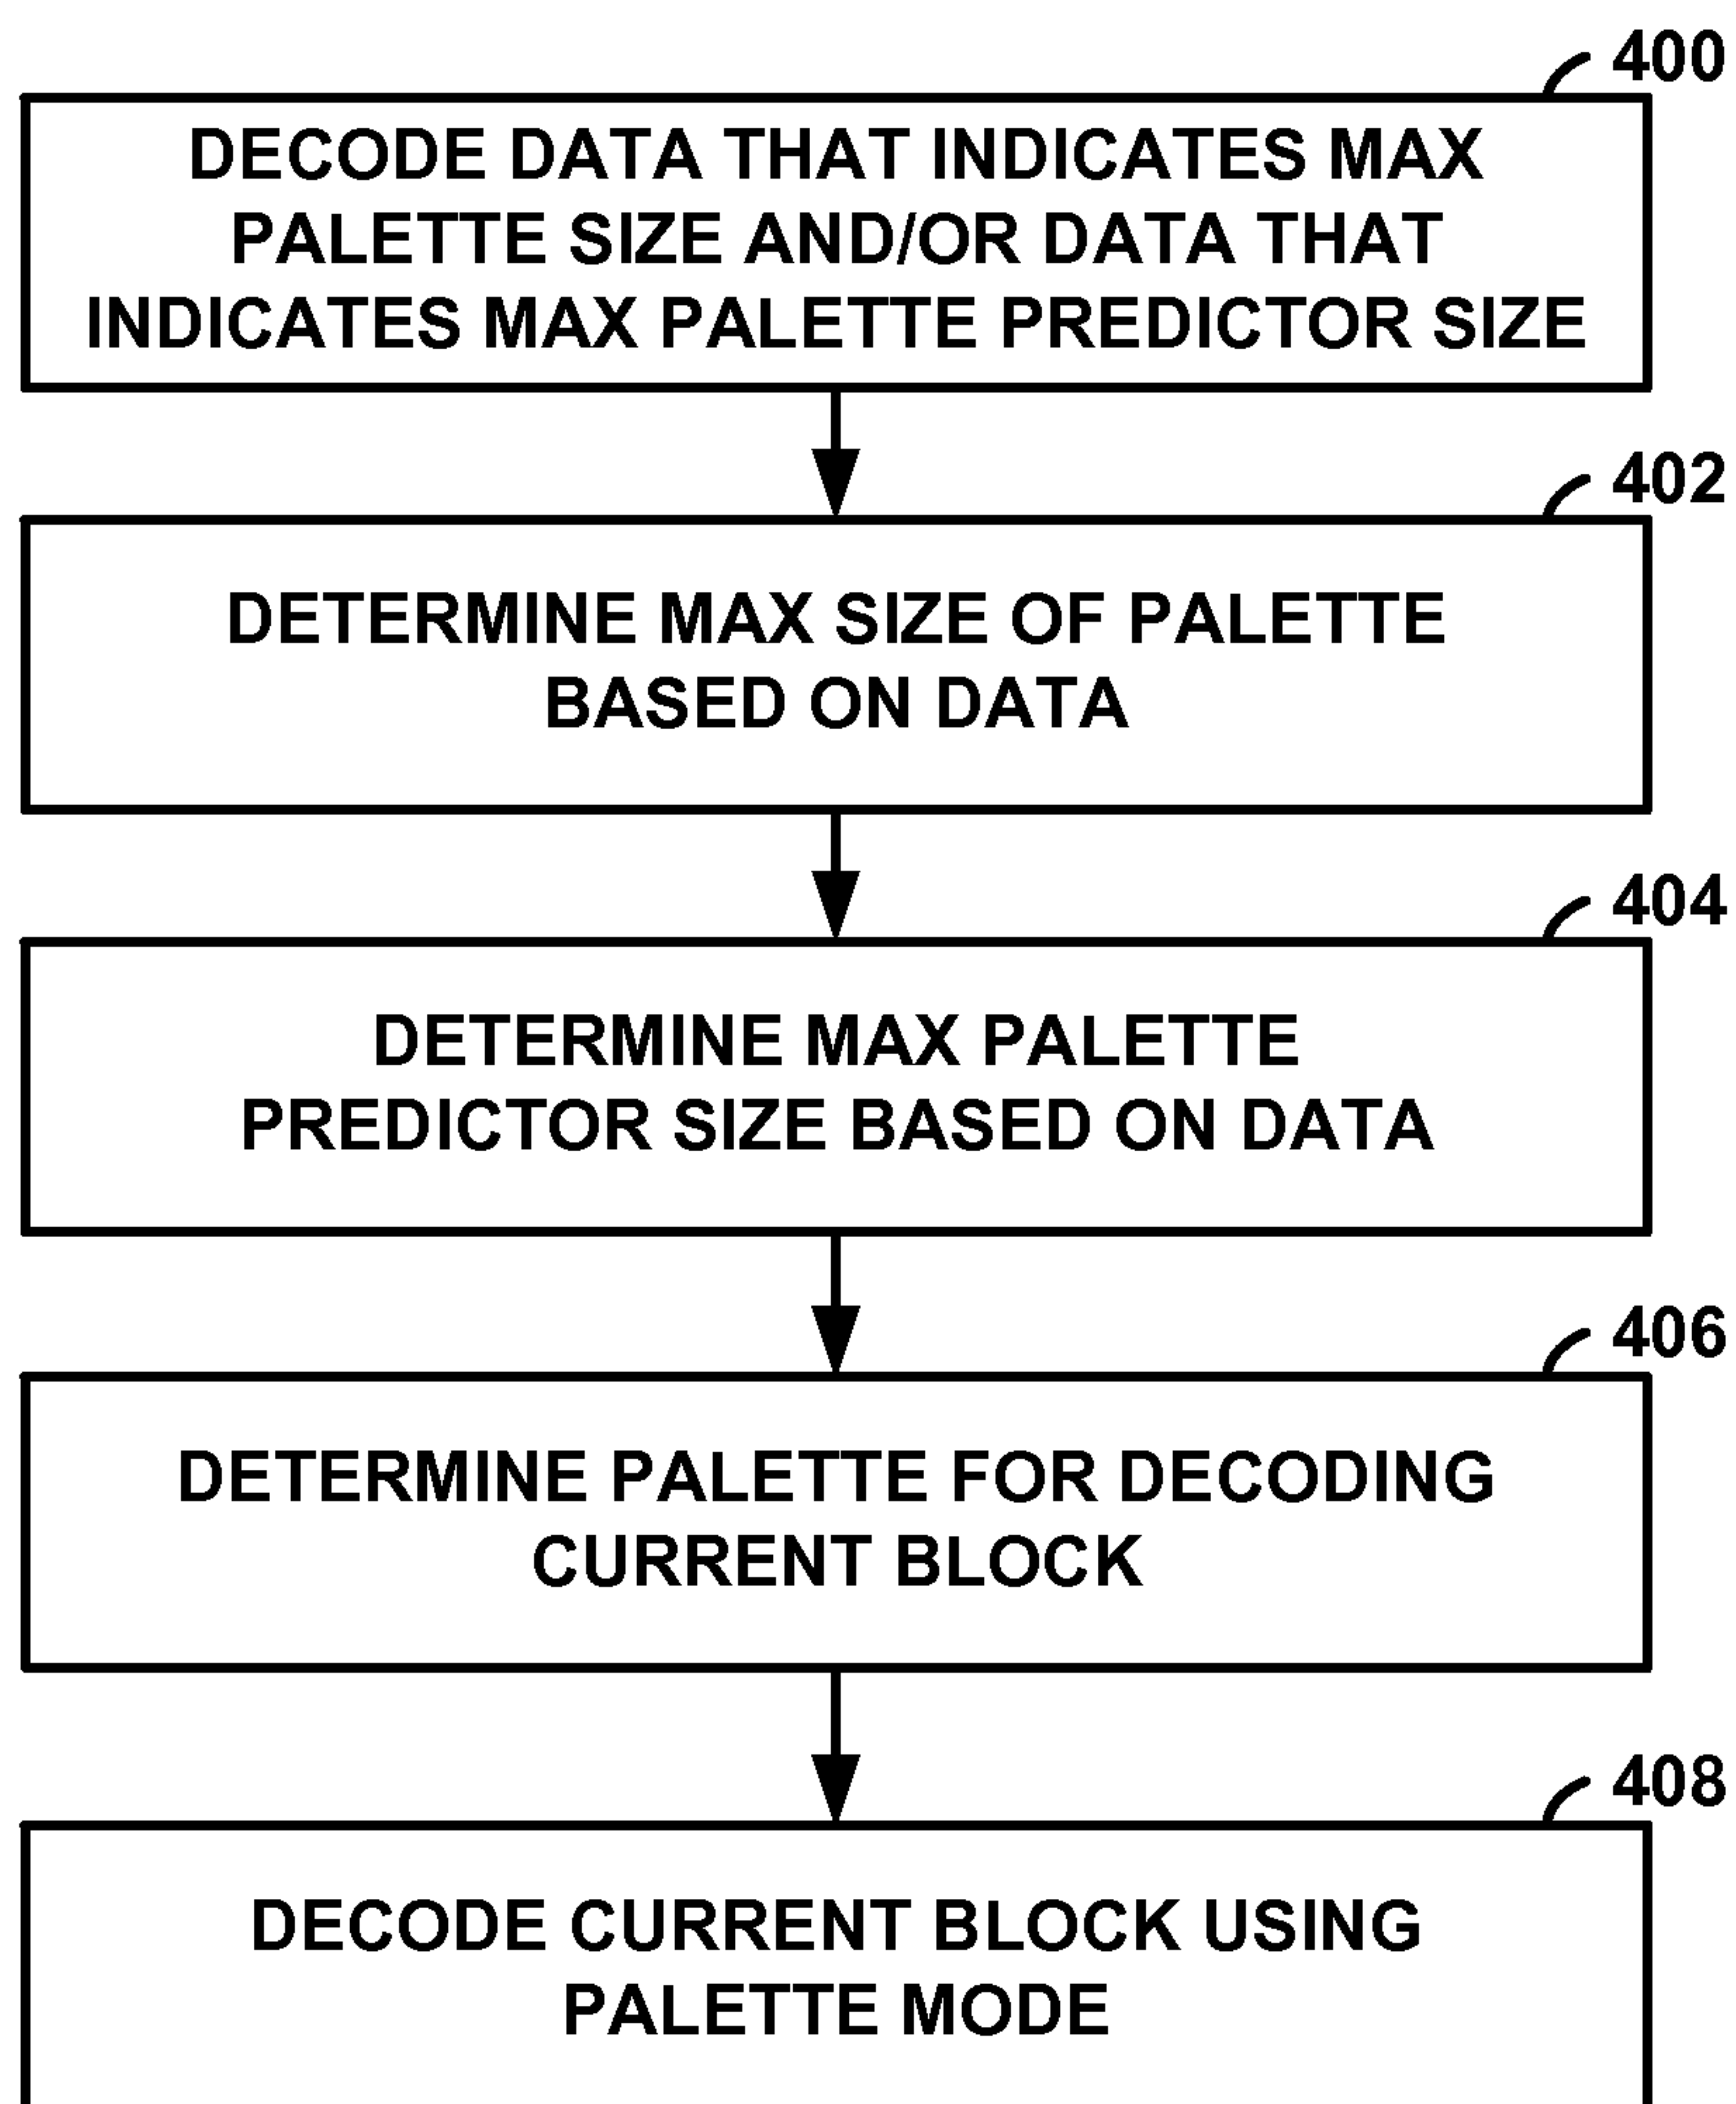 400
DECODE DATA THAT INDICATES MAX
PALETTE SIZE AND/OR DATA THAT
INDICATES MAX PALETTE PREDICTOR SIZE
402
DETERMINE MAX SIZE OF PALETTE
BASED ON DATA
404
DETERMINE MAX PALETTE
PREDICTOR SIZE BASED ON DATA
406
DETERMINE PALETTE FOR DECODING
CURRENT BLOCK
408
DECODE CURRENT BLOCK USING
PALETTE MODE